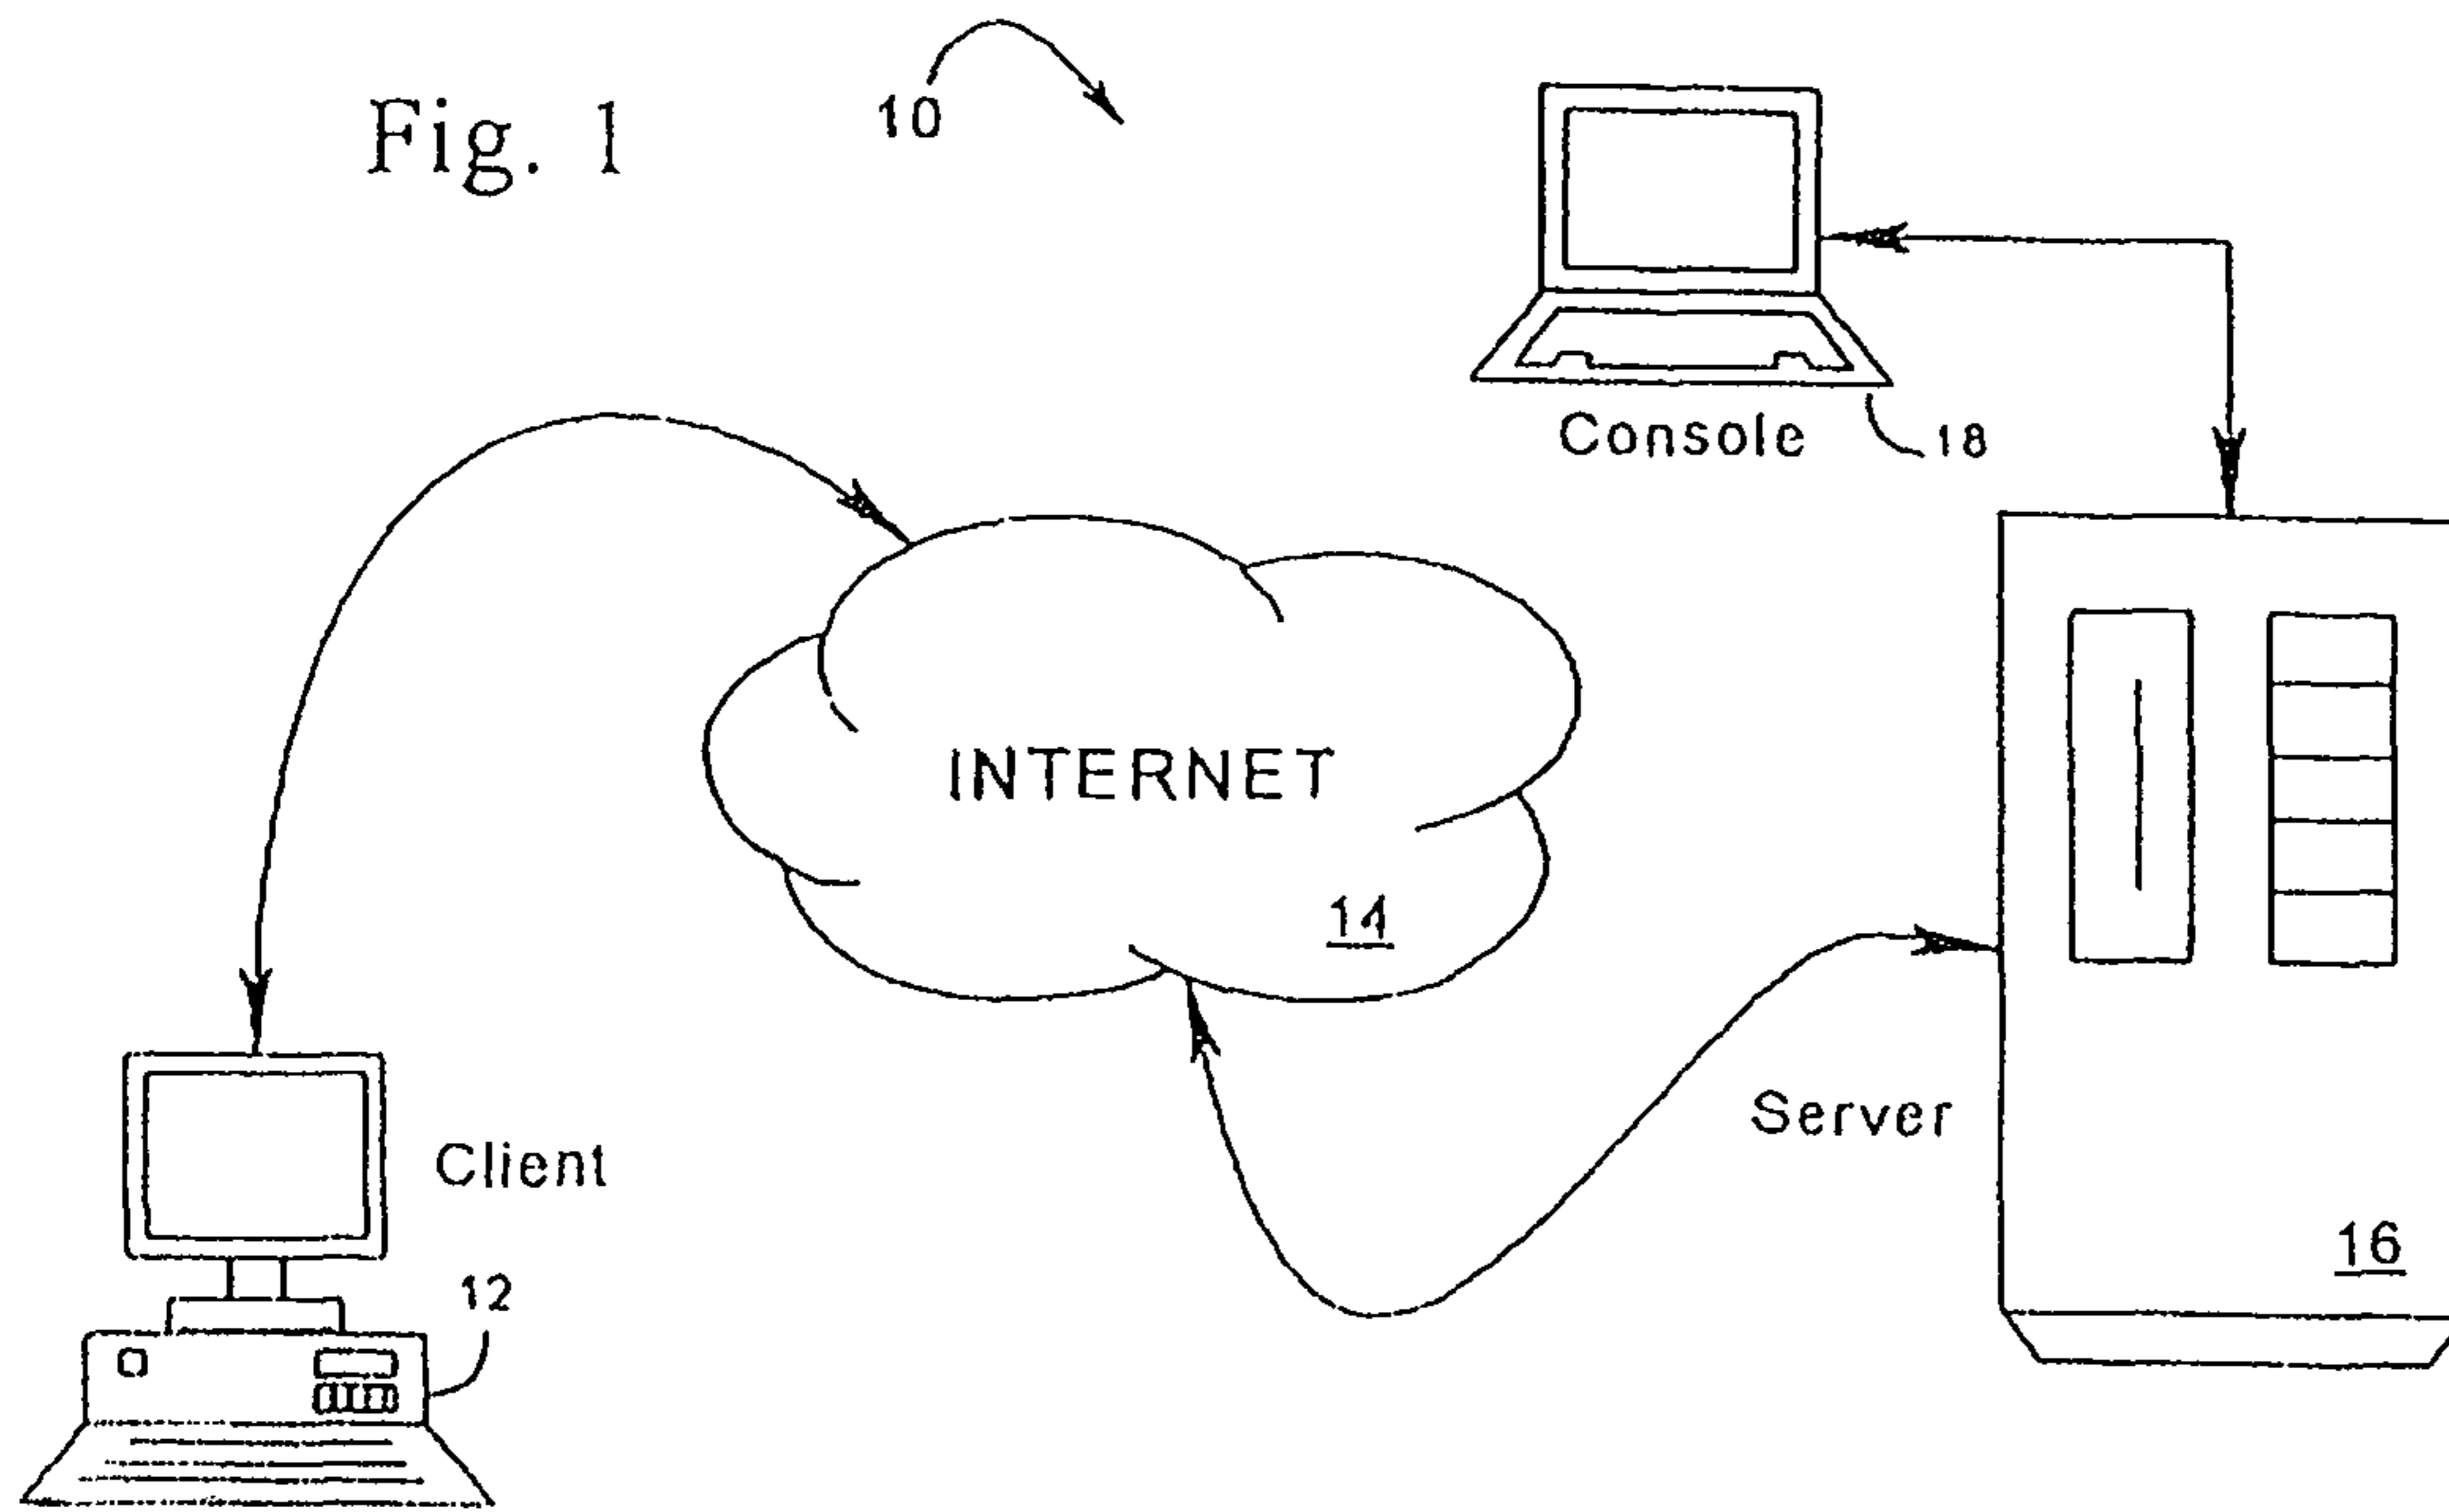 Fig. 1
10
Console
18
INTERNET
14
Server
Client
16
12